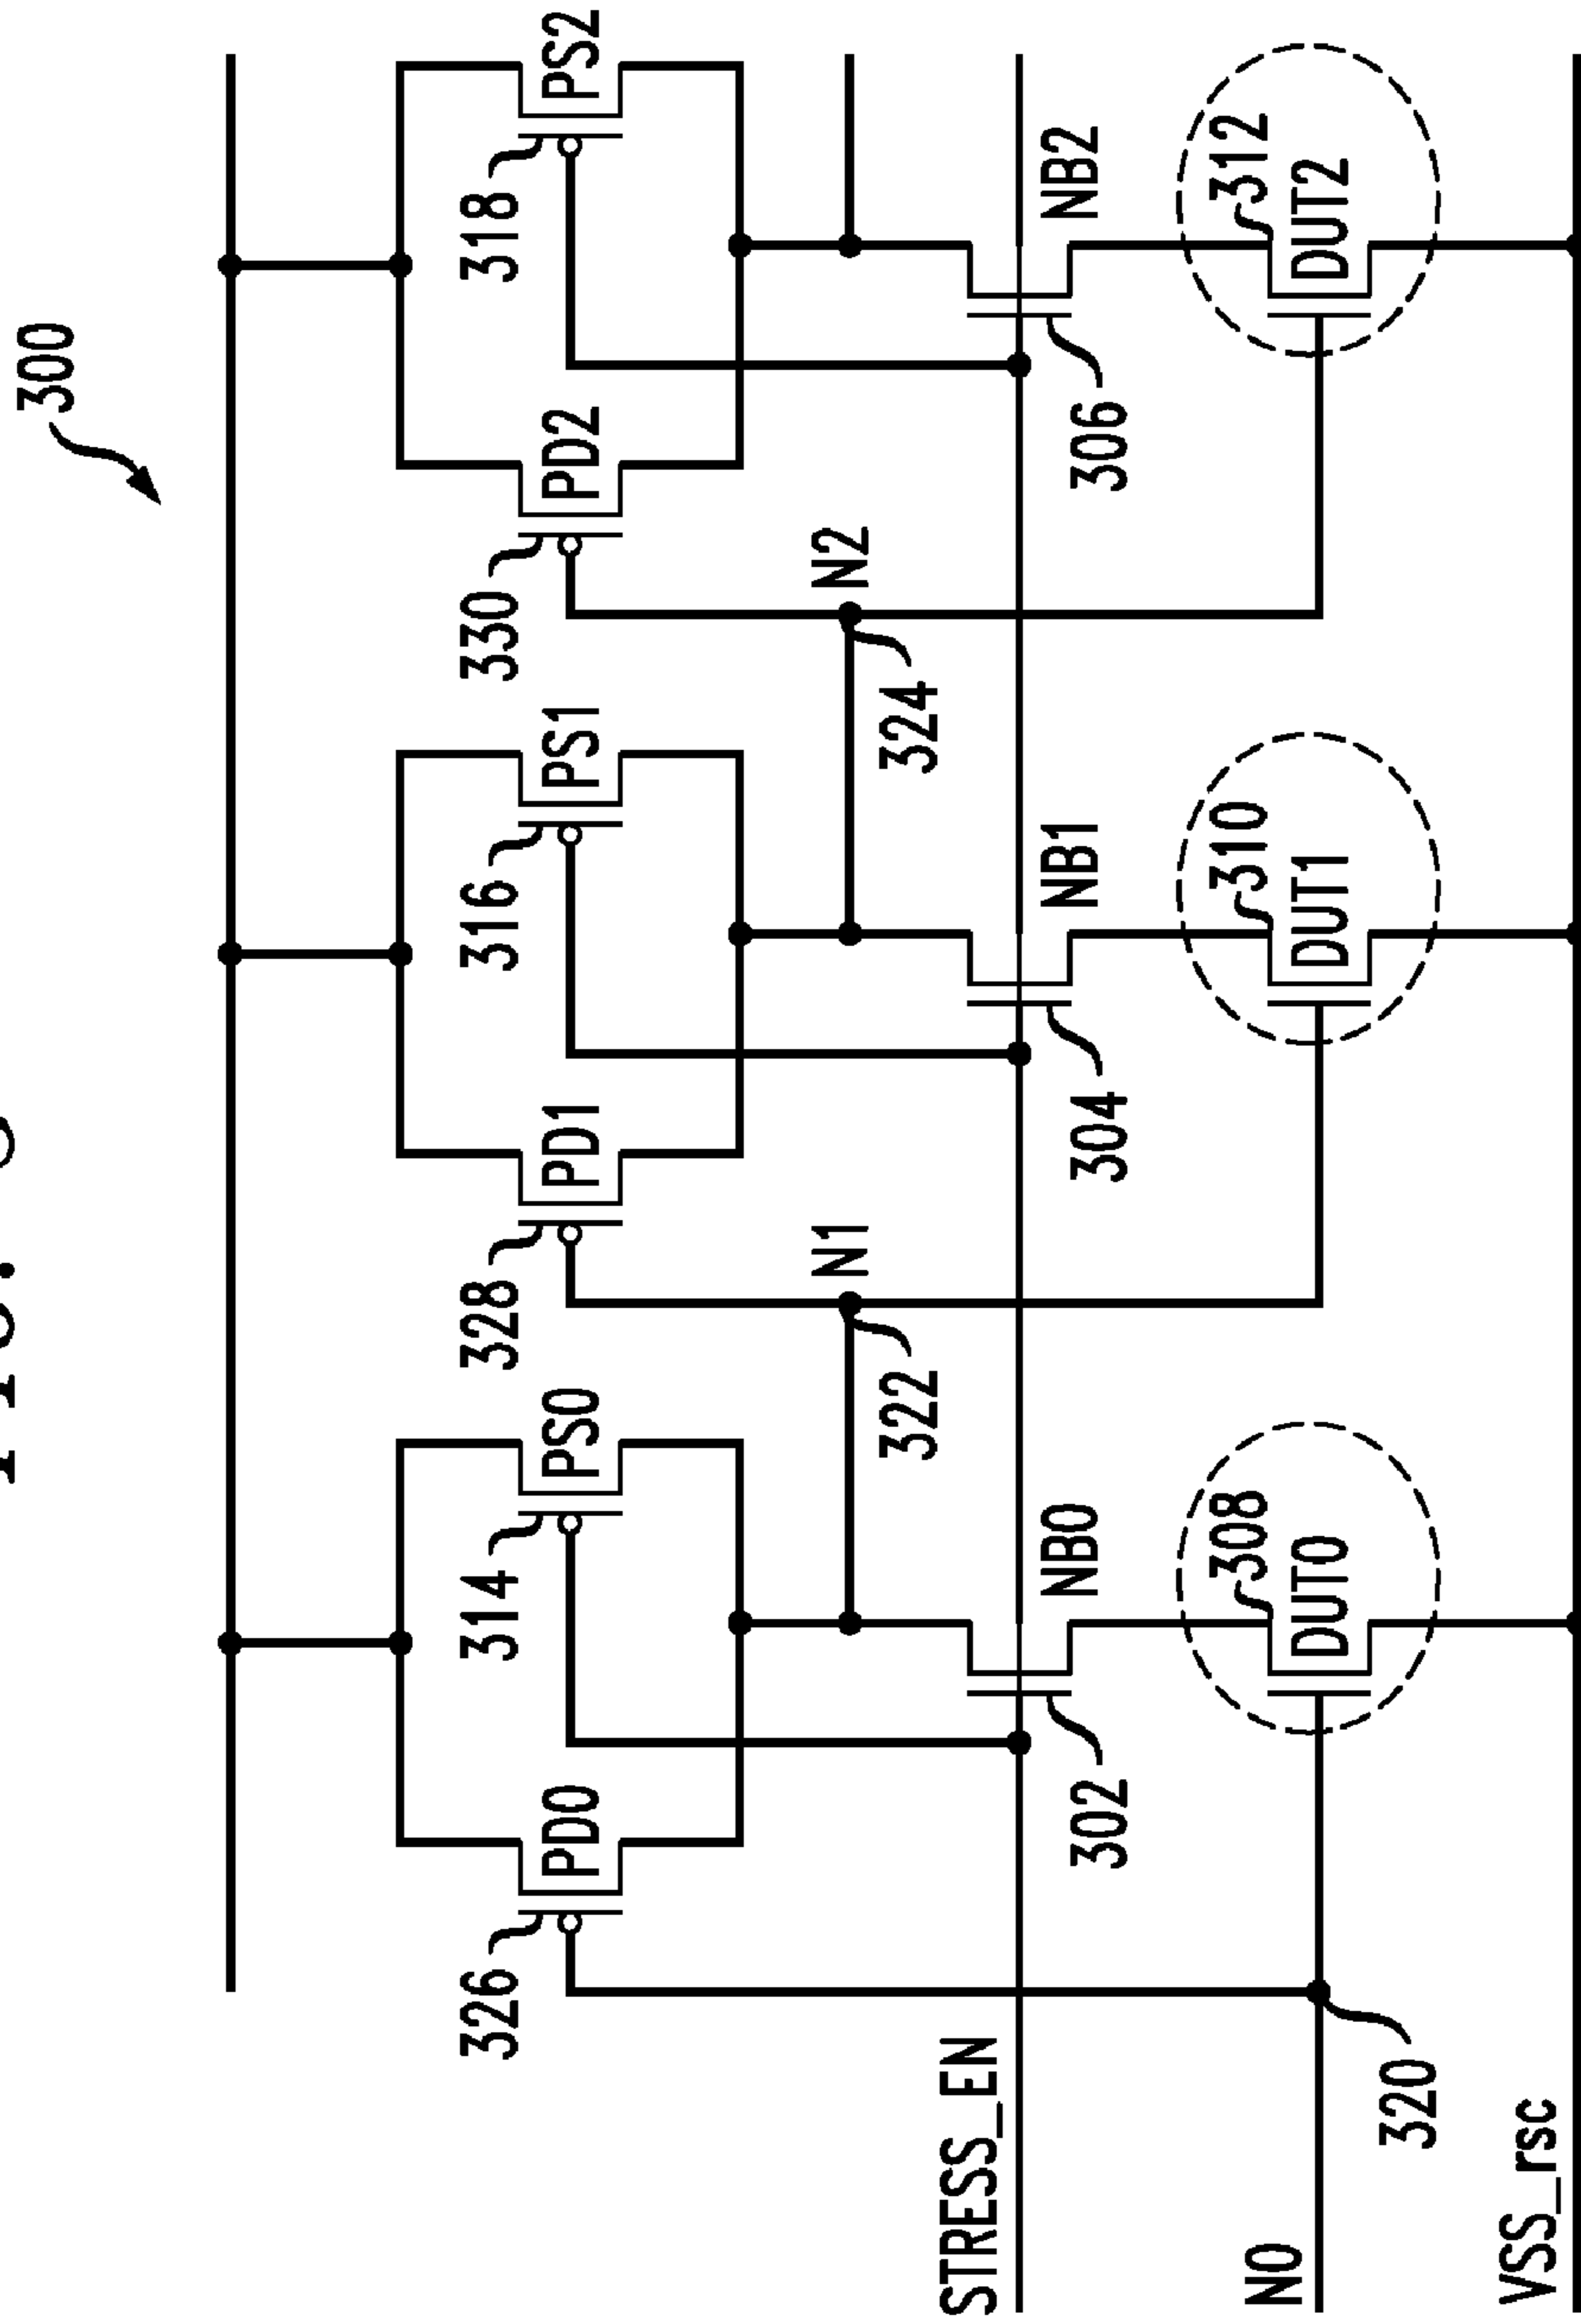 300
330
PD2
318
PS2
328
PD1
316
PS1
326
PD0
314
PS0
N1
N2
322
324
STRESS_EN
NB0
NB1
NB2
302
304
306
308
310
312
N0
DUT0
DUT1
DUT2
320
VSS_rsc